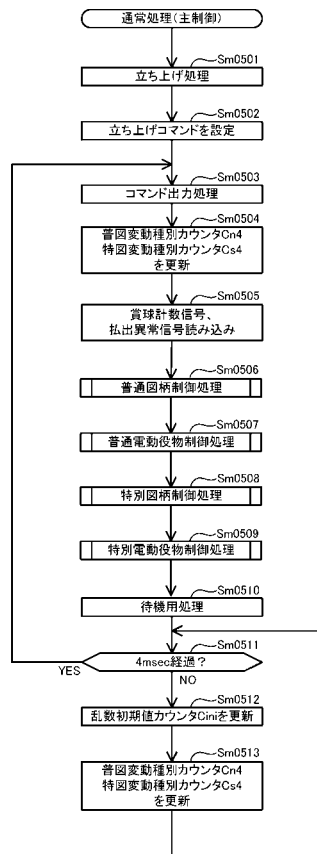 通常処理(主制御)
Sm0501
立ち上げ処理
Sm0502
立ち上げコマンドを設定
Sm0503
コマンド出力処理
Sm0504
普図変動種別カウンタCn4
特図変動種別カウンタCs4
を更新
Sm0505
賞球計数信号、
払出異常信号読み込み
Sm0506
普通図柄制御処理
Sm0507
普通電動役物制御処理
Sm0508
特別図柄制御処理
Sm0509
特別電動役物制御処理
Sm0510
待機用処理
Sm0511
4msec経過?
YES
NO
Sm0512
乱数初期値カウンタCiniを更新
Sm0513
普図変動種別カウンタCn4
特図変動種別カウンタCs4
を更新